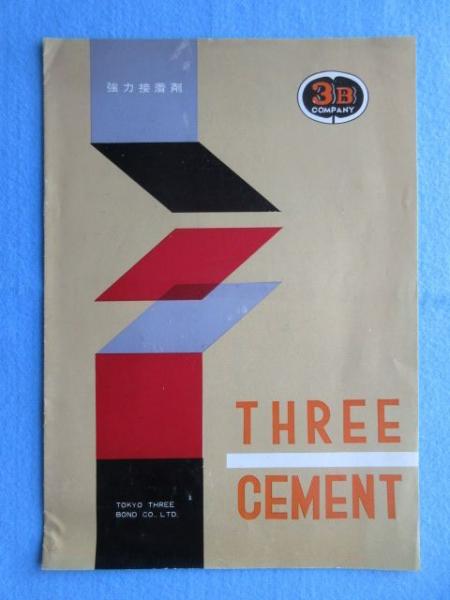 強力接着剤
3B
COMPANY
THREE
CEMENT
TOKYO THREE
BOND CO., LTD.